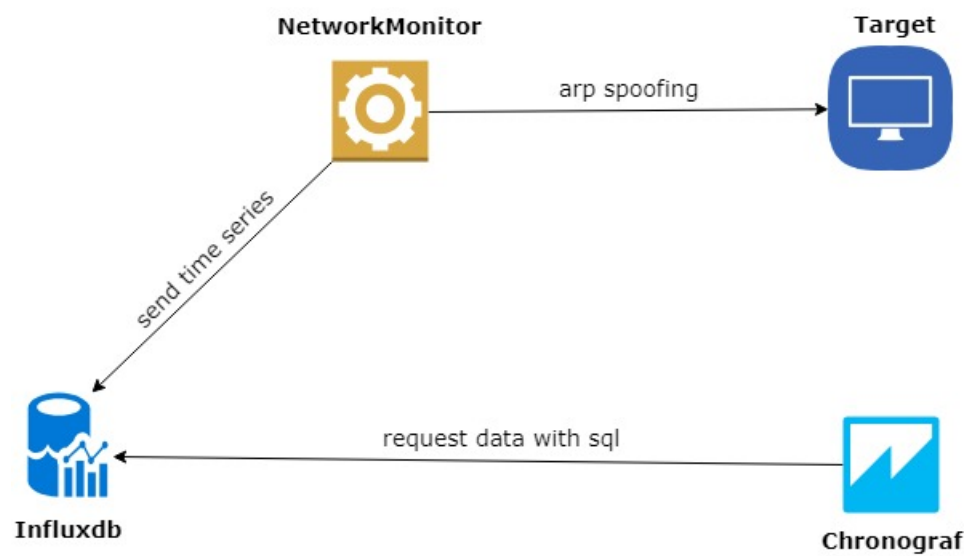 NetworkMonitor
Target
arp spoofing
send time series
request data with sql
Influxdb
Chronograf